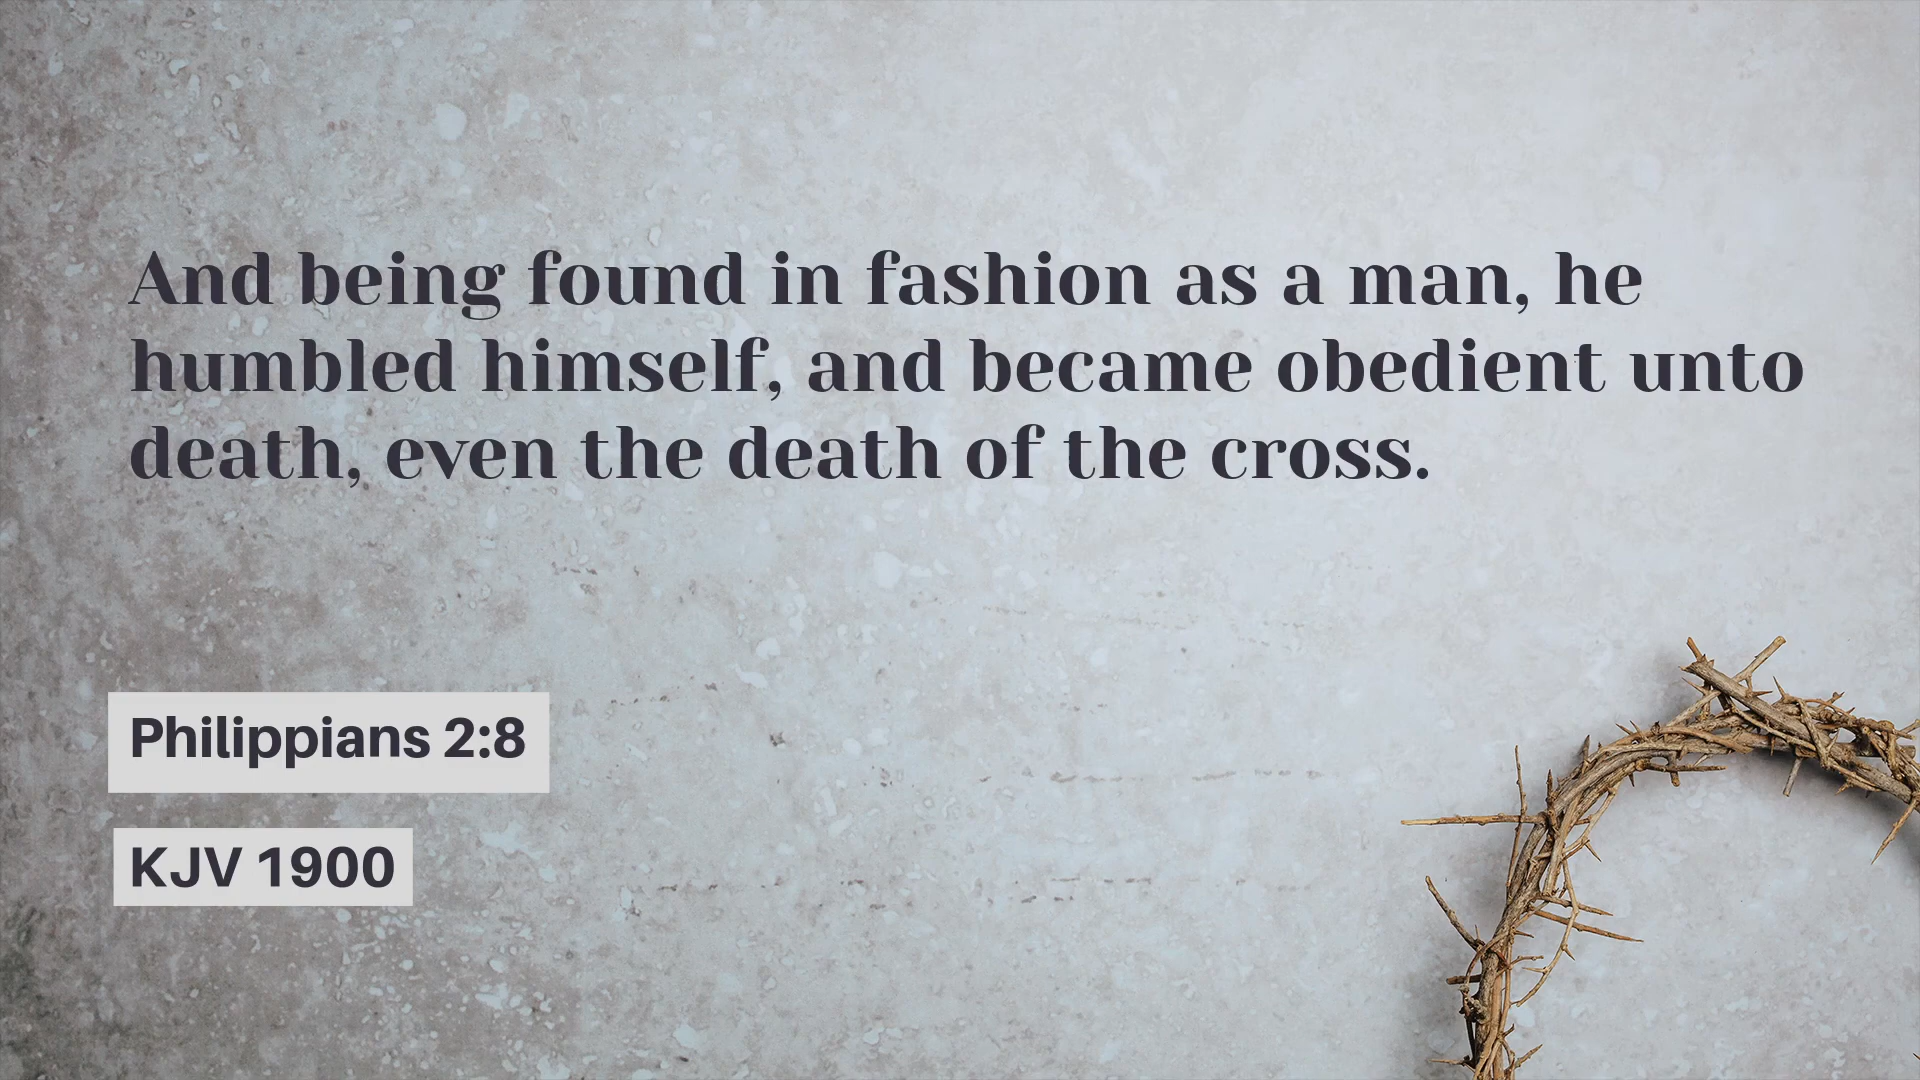 And being found in fashion as a man, he
humbled himself, and became obedient unto
death, even the death of the cross.
Philippians 2:8
KJV 1900